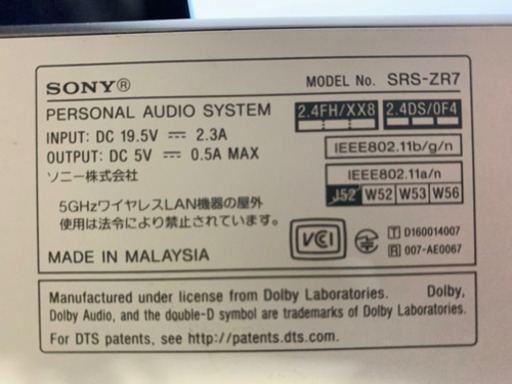 SONY® MODEL No. SRS-ZR7
PERSONAL AUDIO SYSTEM 2.4FH/XX8 2.4DS/0F4
INPUT: DC 19.5V ⎓ 2.3A
OUTPUT: DC 5V ⎓ 0.5A MAX IEEE802.11b/g/n
ソニー株式会社 IEEE802.11a/n
J52 W52 W53 W56
5GHzワイヤレスLAN機器の屋外
使用は法令により禁止されています。
VCCI T D160014007
R 007-AE0067
MADE IN MALAYSIA
Manufactured under license from Dolby Laboratories. Dolby,
Dolby Audio, and the double-D symbol are trademarks of Dolby Laboratories.
For DTS patents, see http://patents.dts.com.